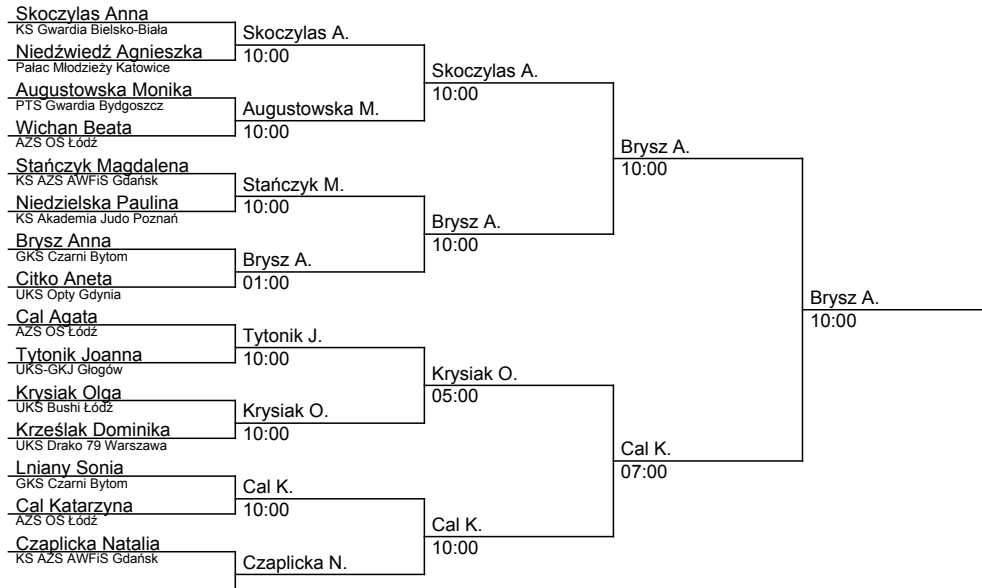 Skoczylas Anna
KS Gwardia Bielsko-Biała
Niedźwiedź Agnieszka
Pałac Młodzieży Katowice
Augustowska Monika
PTS Gwardia Bydgoszcz
Wichan Beata
AZS OŚ Łódź
Stańczyk Magdalena
KS AZS AWFiS Gdańsk
Niedzielska Paulina
KS Akademia Judo Poznań
Brysz Anna
GKS Czarni Bytom
Citko Aneta
UKS Opty Gdynia
Cal Agata
AZS OŚ Łódź
Tytonik Joanna
UKS-GKJ Głogów
Krysiak Olga
UKS Bushi Łódź
Krześlak Dominika
UKS Drako 79 Warszawa
Lniany Sonia
GKS Czarni Bytom
Cal Katarzyna
AZS OŚ Łódź
Czaplicka Natalia
KS AZS AWFiS Gdańsk
Skoczylas A.
10:00
Augustowska M.
10:00
Stańczyk M.
10:00
Brysz A.
01:00
Tytonik J.
10:00
Krysiak O.
10:00
Cal K.
10:00
Czaplicka N.
Skoczylas A.
10:00
Brysz A.
10:00
Krysiak O.
05:00
Cal K.
10:00
Brysz A.
10:00
Cal K.
07:00
Brysz A.
10:00